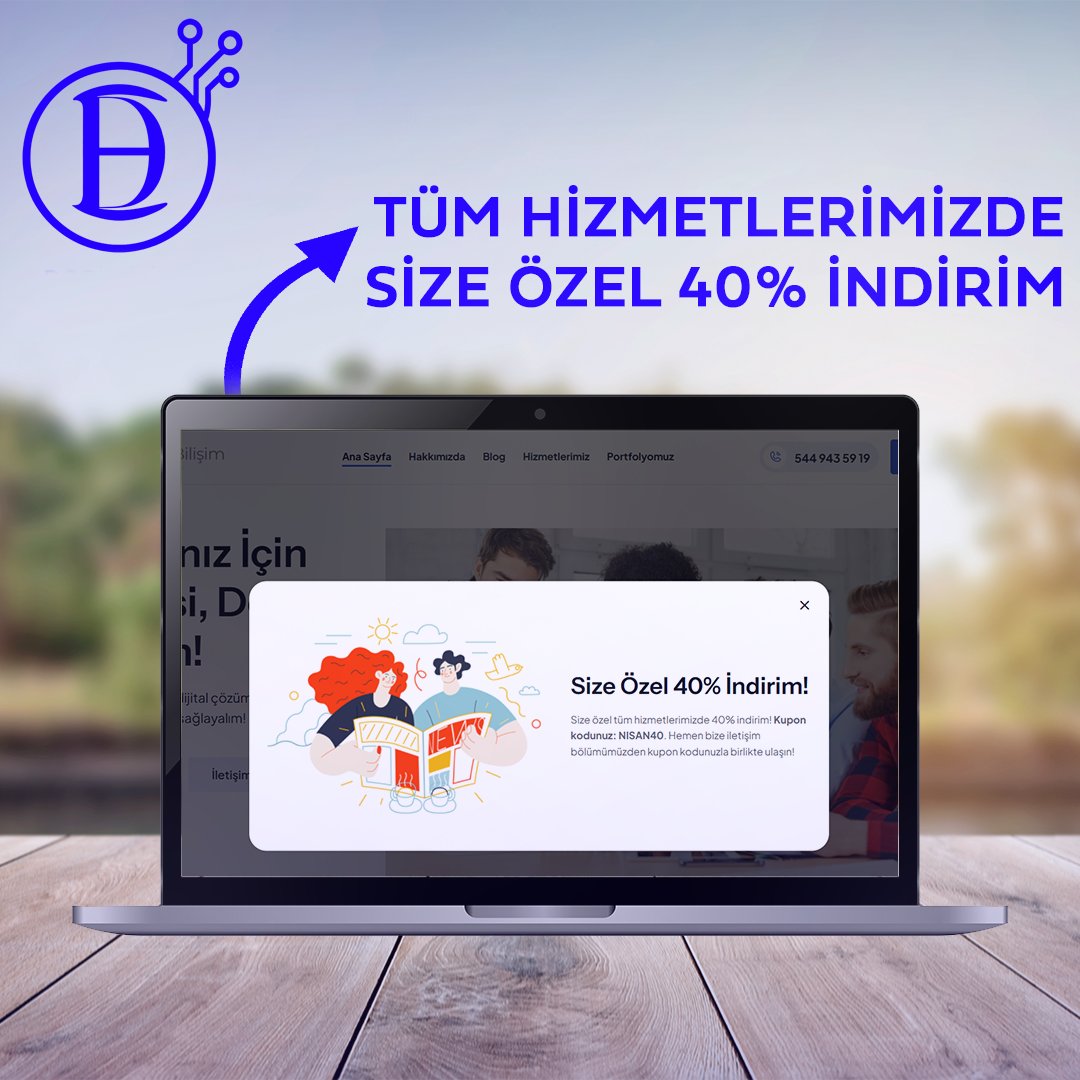 TÜM HİZMETLERİMİZDE
SİZE ÖZEL 40% İNDİRİM
Bilişim
Ana Sayfa Hakkımızda Blog Hizmetlerimiz Portfolyomuz
544 943 59 19
nız İçin
si, D
n!
dijital çözüm
sağlayalım!
İletişim
Size Özel 40% İndirim!
Size özel tüm hizmetlerimizde 40% indirim! Kupon
kodunuz: NISAN40. Hemen bize iletişim
bölümümüzden kupon kodunuzla birlikte ulaşın!
NEWS